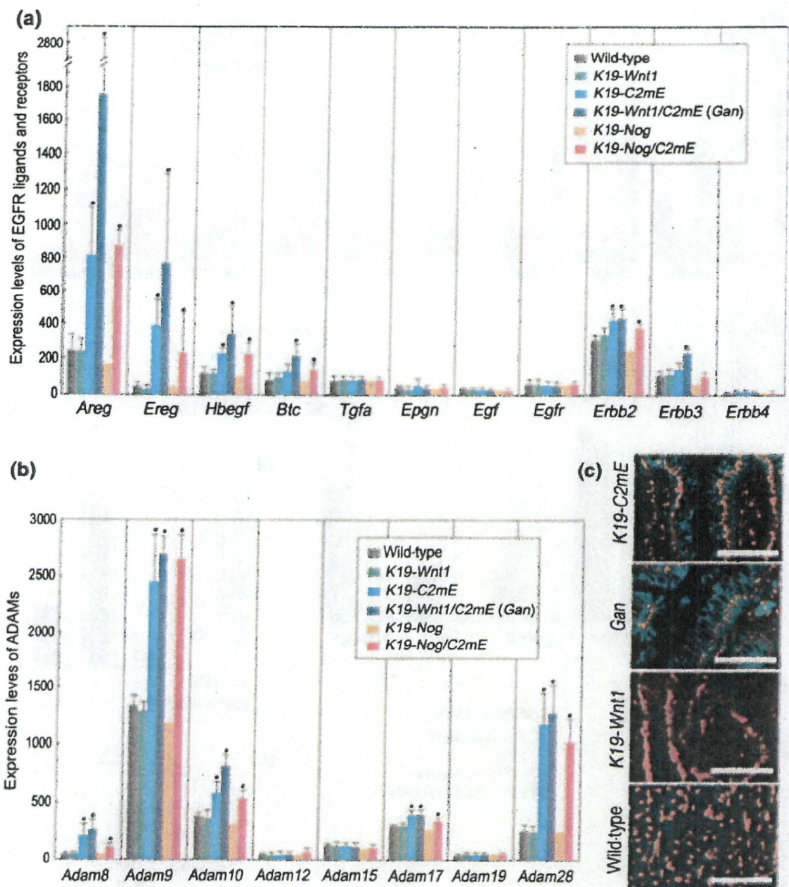 (a)
Expression levels of EGFR ligands and receptors
2800
1800
1600
1400
1200
1000
800
600
400
200
0
Wild-type
K19-Wnt1
K19-C2mE
K19-Wnt1/C2mE (Gan)
K19-Nog
K19-Nog/C2mE
Areg Ereg Hbegf Btc Tgfa Epgn Egf Egfr Erbb2 Erbb3 Erbb4
(b)
Expression leves of ADAMs
3000
2500
2000
1500
1000
500
0
Wild-type
K19-Wnt1
K19-C2mE
K19-Wnt1/C2mE (Gan)
K19-Nog
K19-Nog/C2mE
Adam8 Adam9 Adam10 Adam12 Adam15 Adam17 Adam19 Adam28
(c)
K19-C2mE
Gan
K19-Wnt1
Wild-type